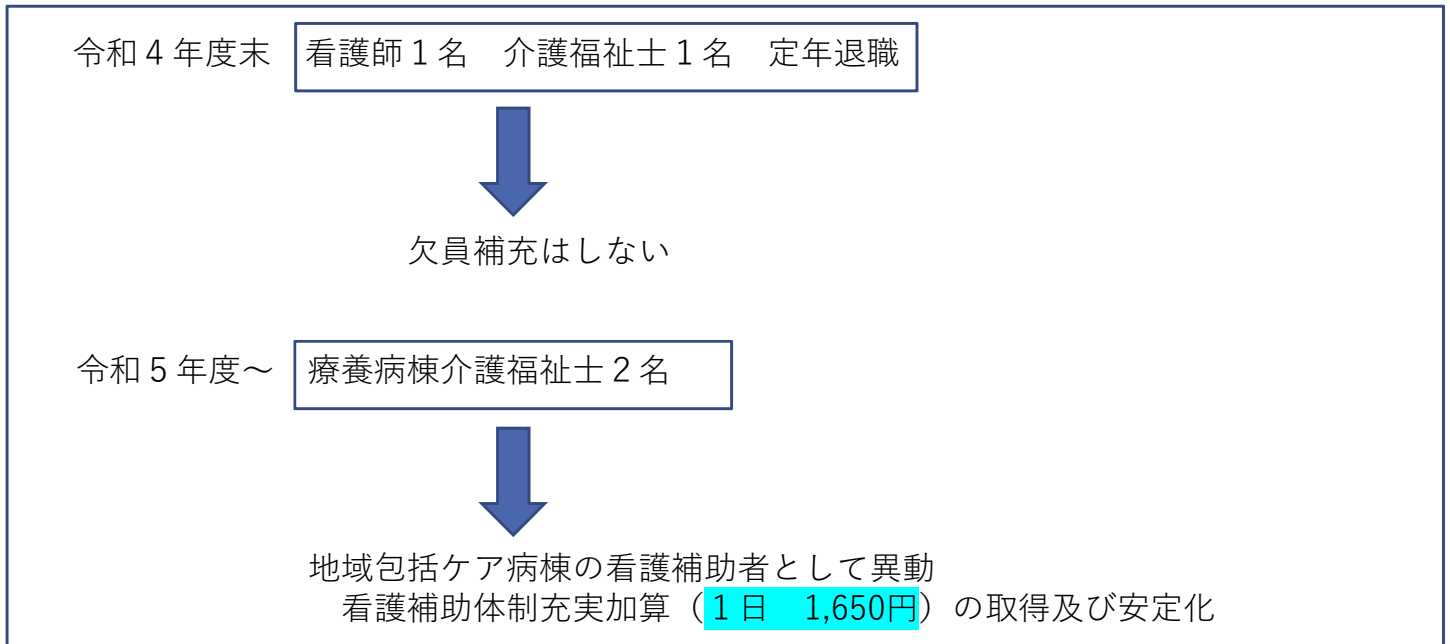 令和４年度末　看護師１名　介護福祉士１名　定年退職
欠員補充はしない
令和５年度～　療養病棟介護福祉士２名
地域包括ケア病棟の看護補助者として異動
看護補助体制充実加算（１日　1,650円）の取得及び安定化